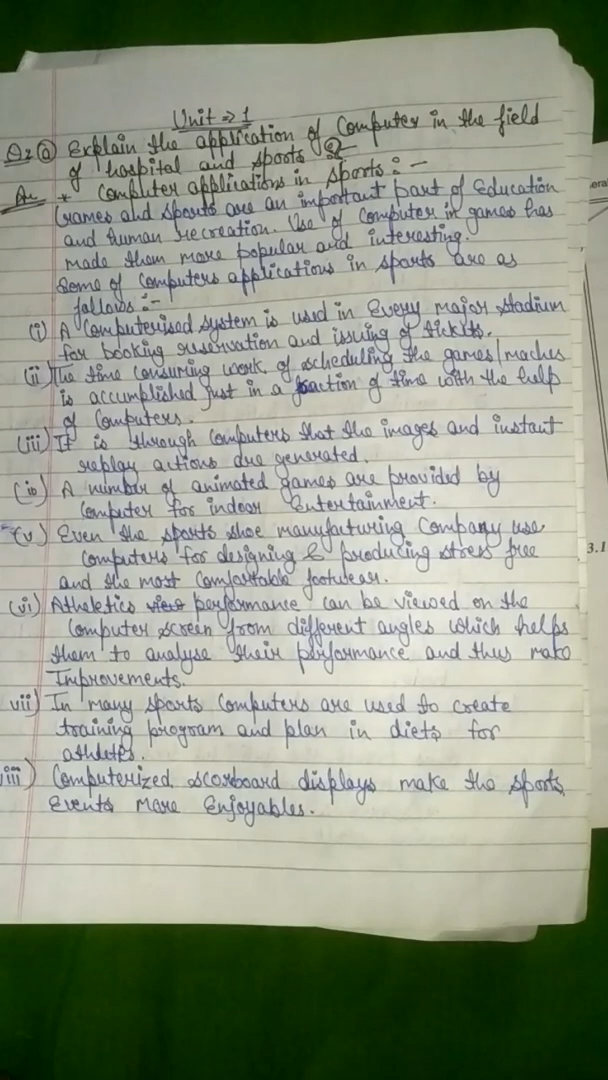 Unit => 1
Q2 (a) Explain the application of Computer in the field
of hospital and spoots ?
Ans * Computer applications in sports : -
Games and sports are an important part of Education
and human recreation. Use of Computer in games has
made them more popular and interesting.
Some of Computers applications in sports are as
follows :-
(i) A Computerised system is used in Every major stadium
for booking reservation and issuing of tickits.
(ii) The time consuming work, of scheduling the games/maches
is accomplished just in a fraction of time with the help
of Computers.
(iii) It is through Computers that the images and instant
replay actions are generated.
(iv) A number of animated games are provided by
Computer for indoor Entertainment.
(v) Even the sports shoe manufacturing Company use
Computers for designing & producing stress free
and the most Comfortable footwear.
(vi) Atheletics performance can be viewed on the
Computer screan from different angles which helps
them to analyse their performance and thus make
Improvements.
vii) In many sports Computers are used to create
training program and plan in diets for
athletes.
iii) Computerized scorboard displays make the sports
Events More Enjoyables.
3.1